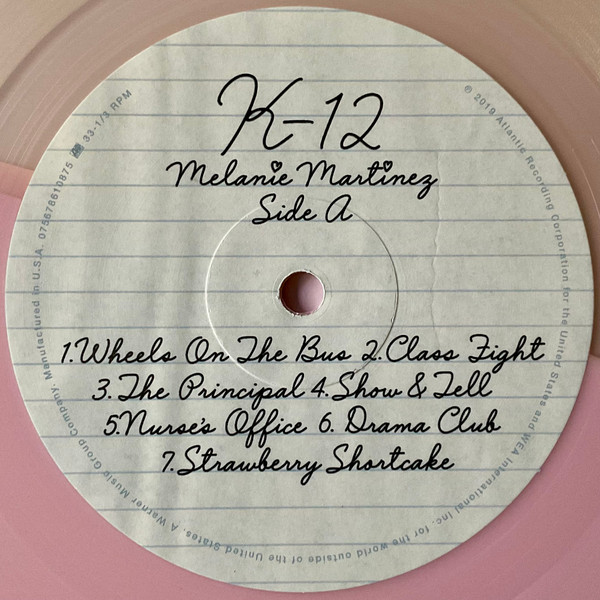 K-12
Melanie Martinez
Side A
1.Wheels On The Bus 2.Class Fight
3.The Principal 4.Show & Tell
5.Nurse's Office 6. Drama Club
7.Strawberry Shortcake
℗ 2019 Atlantic Recording Corporation for the United States and WEA International Inc. for the world outside of the United States. A Warner Music Group Company. Manufactured in U.S.A. 075678610875 33-1/3 RPM